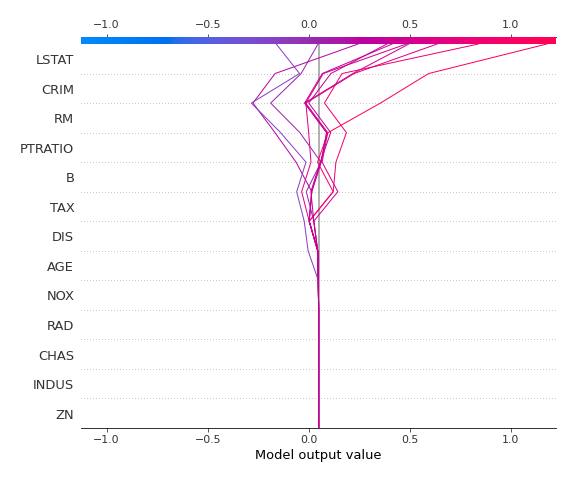 −1.0 −0.5 0.0 0.5 1.0
LSTAT
CRIM
RM
PTRATIO
B
TAX
DIS
AGE
NOX
RAD
CHAS
INDUS
ZN
−1.0 −0.5 0.0 0.5 1.0
Model output value